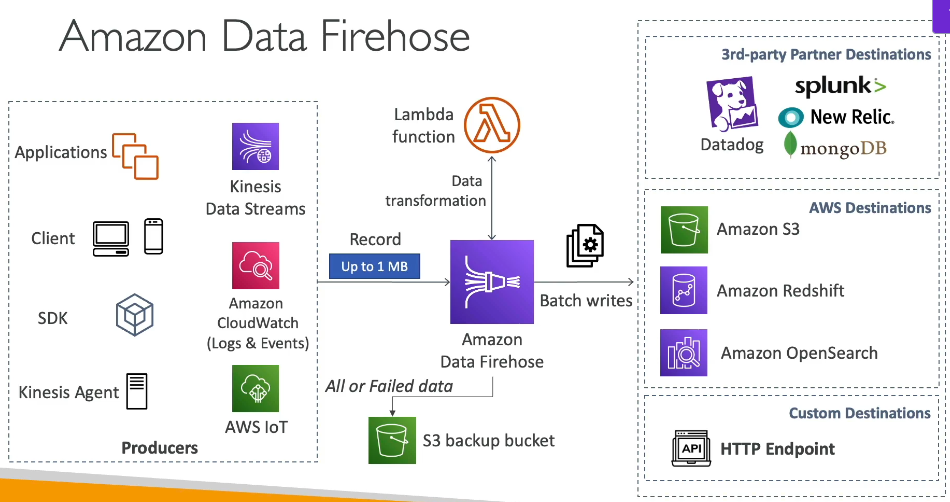 Amazon Data Firehose
Applications
Client
SDK
Kinesis Agent
Kinesis
Data Streams
Amazon
CloudWatch
(Logs & Events)
AWS IoT
Producers
Record
Up to 1 MB
Lambda
function
Data
transformation
Amazon
Data Firehose
All or Failed data
S3 backup bucket
Batch writes
3rd-party Partner Destinations
Datadog
splunk>
New Relic.
mongoDB
AWS Destinations
Amazon S3
Amazon Redshift
Amazon OpenSearch
Custom Destinations
API
HTTP Endpoint